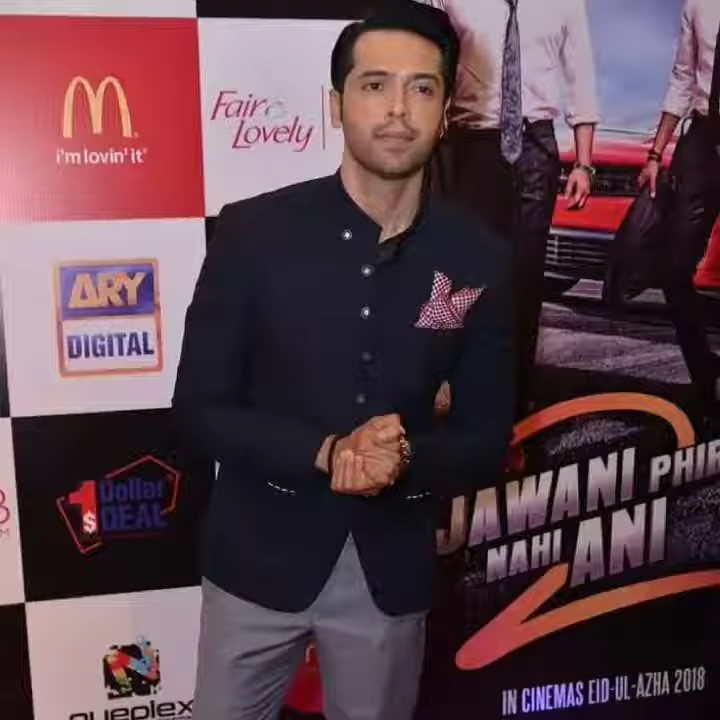 i'm lovin' it
Fair & Lovely
ARY
DIGITAL
1$ Dollar
DEAL
JAWANI PHIR
NAHI ANI
2
IN CINEMAS EID-UL-AZHA 2018